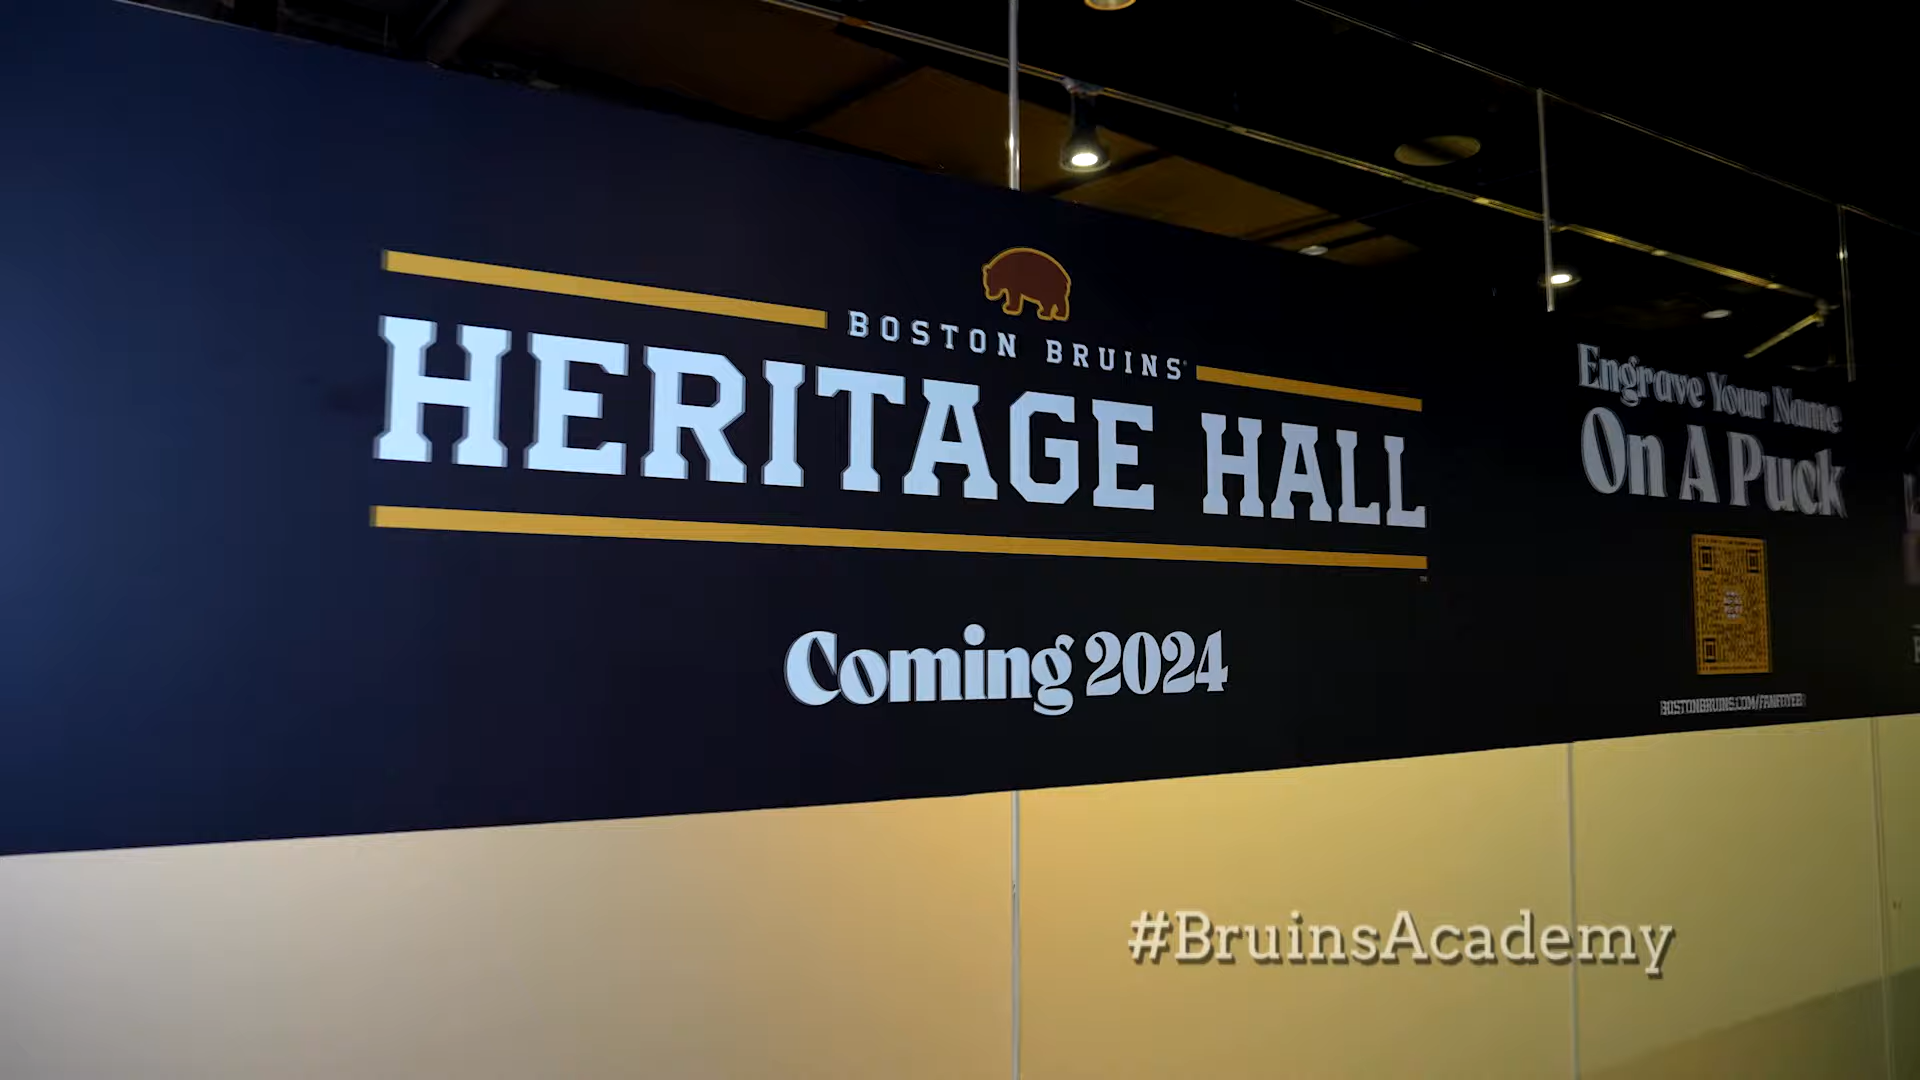 BOSTON BRUINS
HERITAGE HALL
Coming 2024
Engrave Your Name
On A Puck
#BruinsAcademy